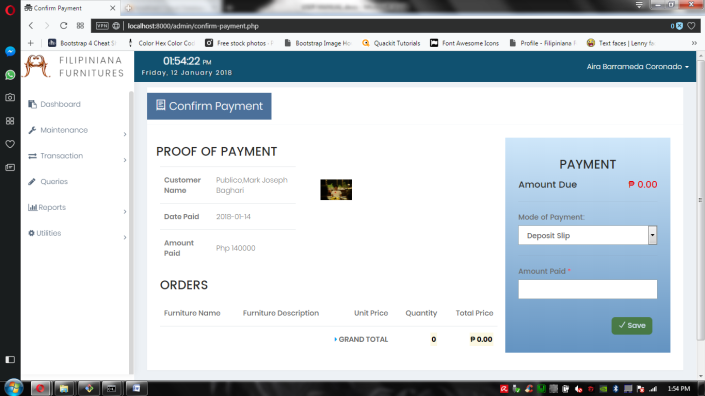 Confirm Payment
VPN
localhost:8000/admin/confirm-payment.php
0
Bootstrap 4 Cheat S
Color Hex Color Co
Free stock photos -
Bootstrap Image Ho
Quackit Tutorials
Font Awesome Icons
Profile - Filipiniana
Text faces | Lenny fa
FILIPINIANA
FURNITURES
01:54:22 PM
Friday, 12 January 2018
Aira Barrameda Coronado
Dashboard
Maintenance
Transaction
Queries
Reports
Utilities
Confirm Payment
PROOF OF PAYMENT
Customer Name
Publico,Mark Joseph Baghari
Date Paid
2018-01-14
Amount Paid
Php 140000
ORDERS
Furniture Name Furniture Description Unit Price Quantity Total Price
GRAND TOTAL 0 ₱ 0.00
PAYMENT
Amount Due ₱ 0.00
Mode of Payment:
Deposit Slip
Amount Paid *
Save
1:54 PM